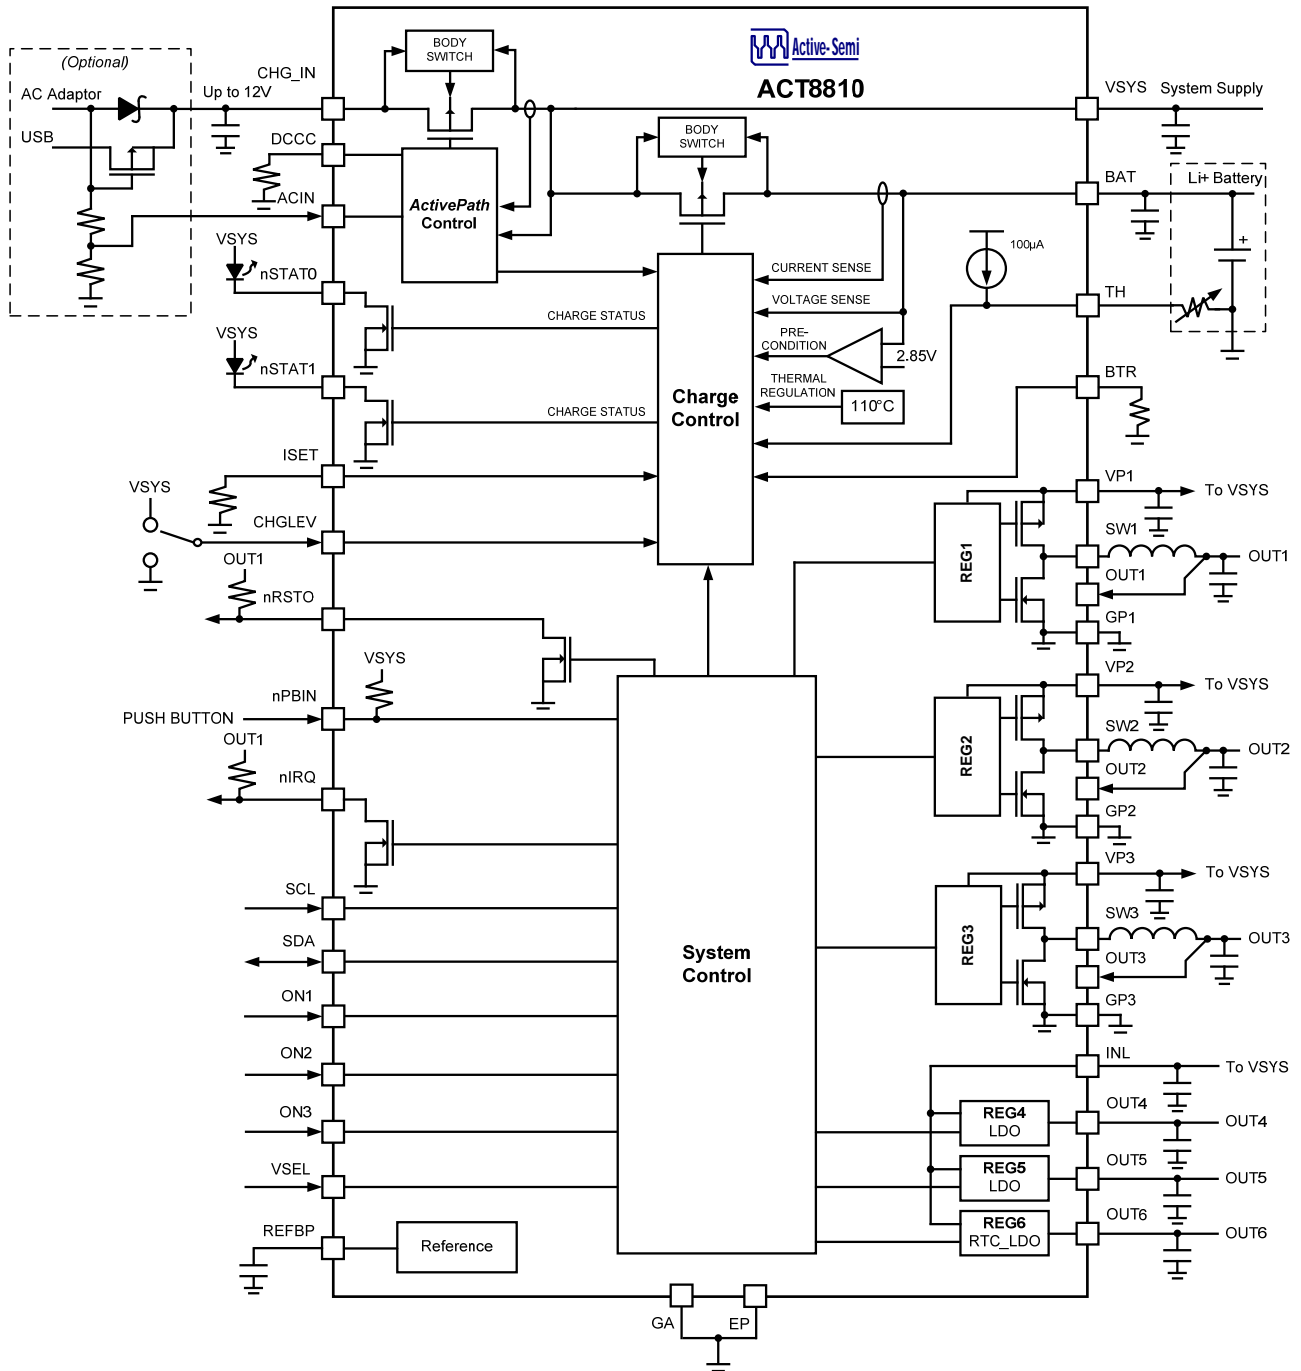 (Optional)
AC Adaptor
USB
CHG_IN
Up to 12V
DCCC
ACIN
VSYS
nSTAT0
VSYS
nSTAT1
ISET
VSYS
CHGLEV
OUT1
nRSTO
VSYS
nPBIN
PUSH BUTTON
OUT1
nIRQ
SCL
SDA
ON1
ON2
ON3
VSEL
REFBP
BODY
SWITCH
Active-Semi
ACT8810
BODY
SWITCH
ActivePath
Control
CURRENT SENSE
VOLTAGE SENSE
PRE-
CONDITION
2.85V
THERMAL
REGULATION
110°C
100µA
CHARGE STATUS
CHARGE STATUS
Charge
Control
System
Control
Reference
REG1
REG2
REG3
REG4
LDO
REG5
LDO
REG6
RTC_LDO
VSYS
System Supply
BAT
Li+ Battery
+
TH
BTR
VP1
To VSYS
SW1
OUT1
OUT1
GP1
VP2
To VSYS
SW2
OUT2
OUT2
GP2
VP3
To VSYS
SW3
OUT3
OUT3
GP3
INL
To VSYS
OUT4
OUT4
OUT5
OUT5
OUT6
OUT6
GA
EP